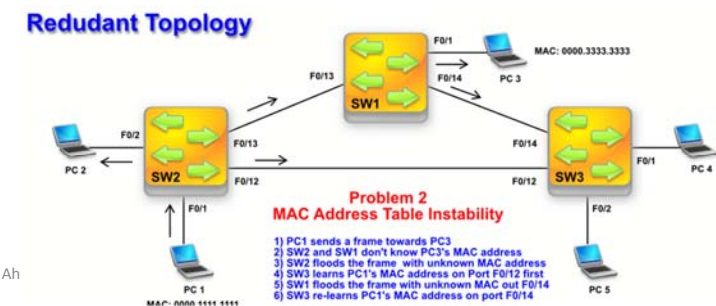 Redudant Topology
F0/1
MAC: 0000.3333.3333
PC 3
F0/13
F0/14
SW1
F0/2
F0/13
F0/14
PC 2
SW2
F0/12
F0/12
SW3
F0/1
PC 4
F0/1
F0/2
Problem 2
MAC Address Table Instability
1) PC1 sends a frame towards PC3
2) SW2 and SW1 don't know PC3's MAC address
3) SW2 floods the frame with unknown MAC address
4) SW3 learns PC1's MAC address on Port F0/12 first
5) SW1 floods the frame with unknown MAC out F0/14
6) SW3 re-learns PC1's MAC address on port F0/14
Ah
PC 1
PC 5
MAC: 0000.1111.1111